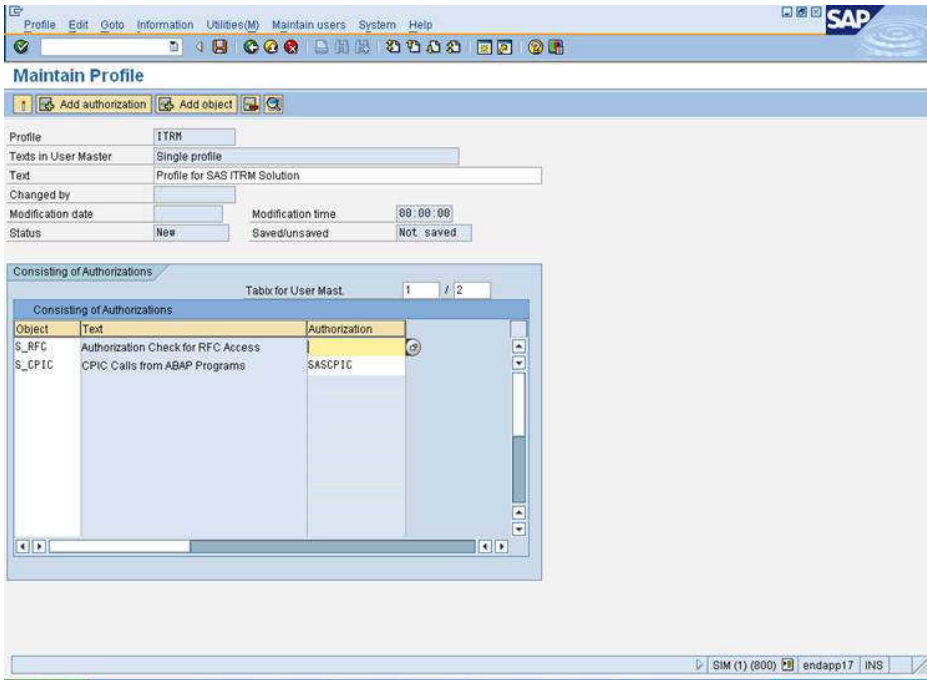 Profile Edit Goto Information Utilities(M) Maintain users System Help
SAP
Maintain Profile
Add authorization Add object
Profile ITRM
Texts in User Master Single profile
Text Profile for SAS ITRM Solution
Changed by
Modification date Modification time 00:00:00
Status New Saved/unsaved Not saved
Consisting of Authorizations
Tabix for User Mast. 1 / 2
Consisting of Authorizations
Object Text Authorization
S_RFC Authorization Check for RFC Access
S_CPIC CPIC Calls from ABAP Programs SASCPIC
SIM (1) (800) endapp17 INS